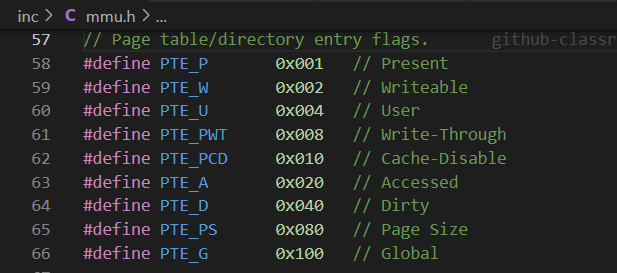 inc > C mmu.h > ...
57 // Page table/directory entry flags. github-classr
58 #define PTE_P 0x001 // Present
59 #define PTE_W 0x002 // Writeable
60 #define PTE_U 0x004 // User
61 #define PTE_PWT 0x008 // Write-Through
62 #define PTE_PCD 0x010 // Cache-Disable
63 #define PTE_A 0x020 // Accessed
64 #define PTE_D 0x040 // Dirty
65 #define PTE_PS 0x080 // Page Size
66 #define PTE_G 0x100 // Global